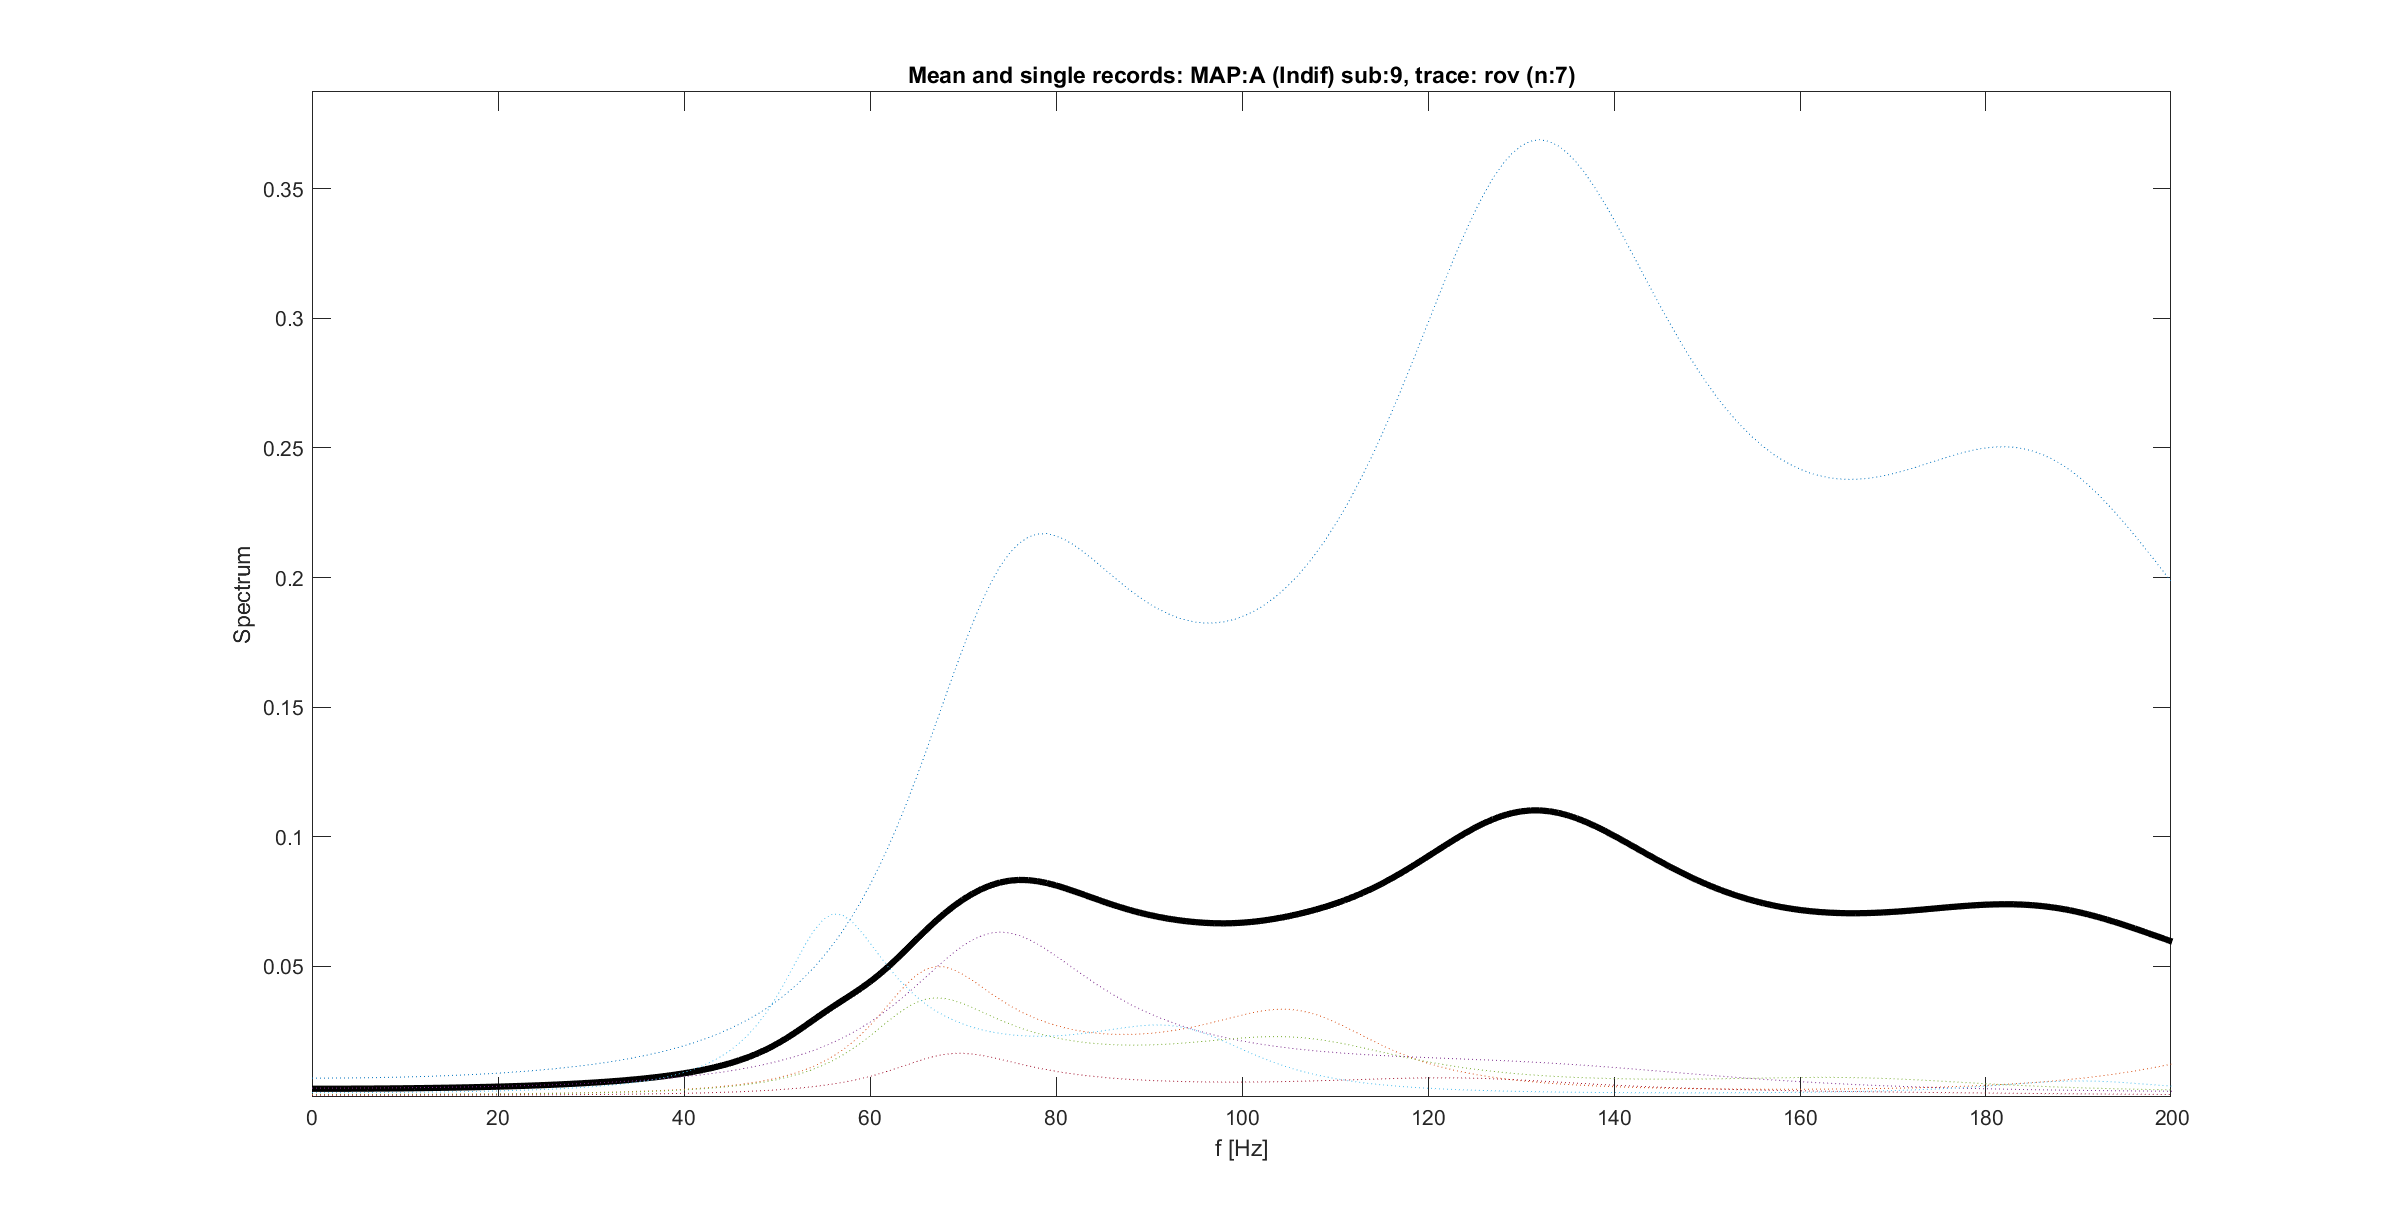 Mean and single records: MAP:A (Indif) sub:9, trace: rov (n:7)
0.35
0.3
0.25
0.2
0.15
0.1
0.05
Spectrum
0 20 40 60 80 100 120 140 160 180 200
f [Hz]